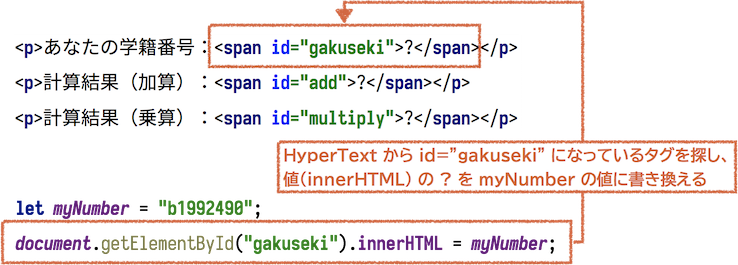 <p>あなたの学籍番号：<span id="gakuseki">?</span></p>
<p>計算結果（加算）：<span id="add">?</span></p>
<p>計算結果（乗算）：<span id="multiply">?</span></p>
HyperText から id=”gakuseki” になっているタグを探し、
値（innerHTML）の ? を myNumber の値に書き換える
let myNumber = "b1992490";
document.getElementById("gakuseki").innerHTML = myNumber;